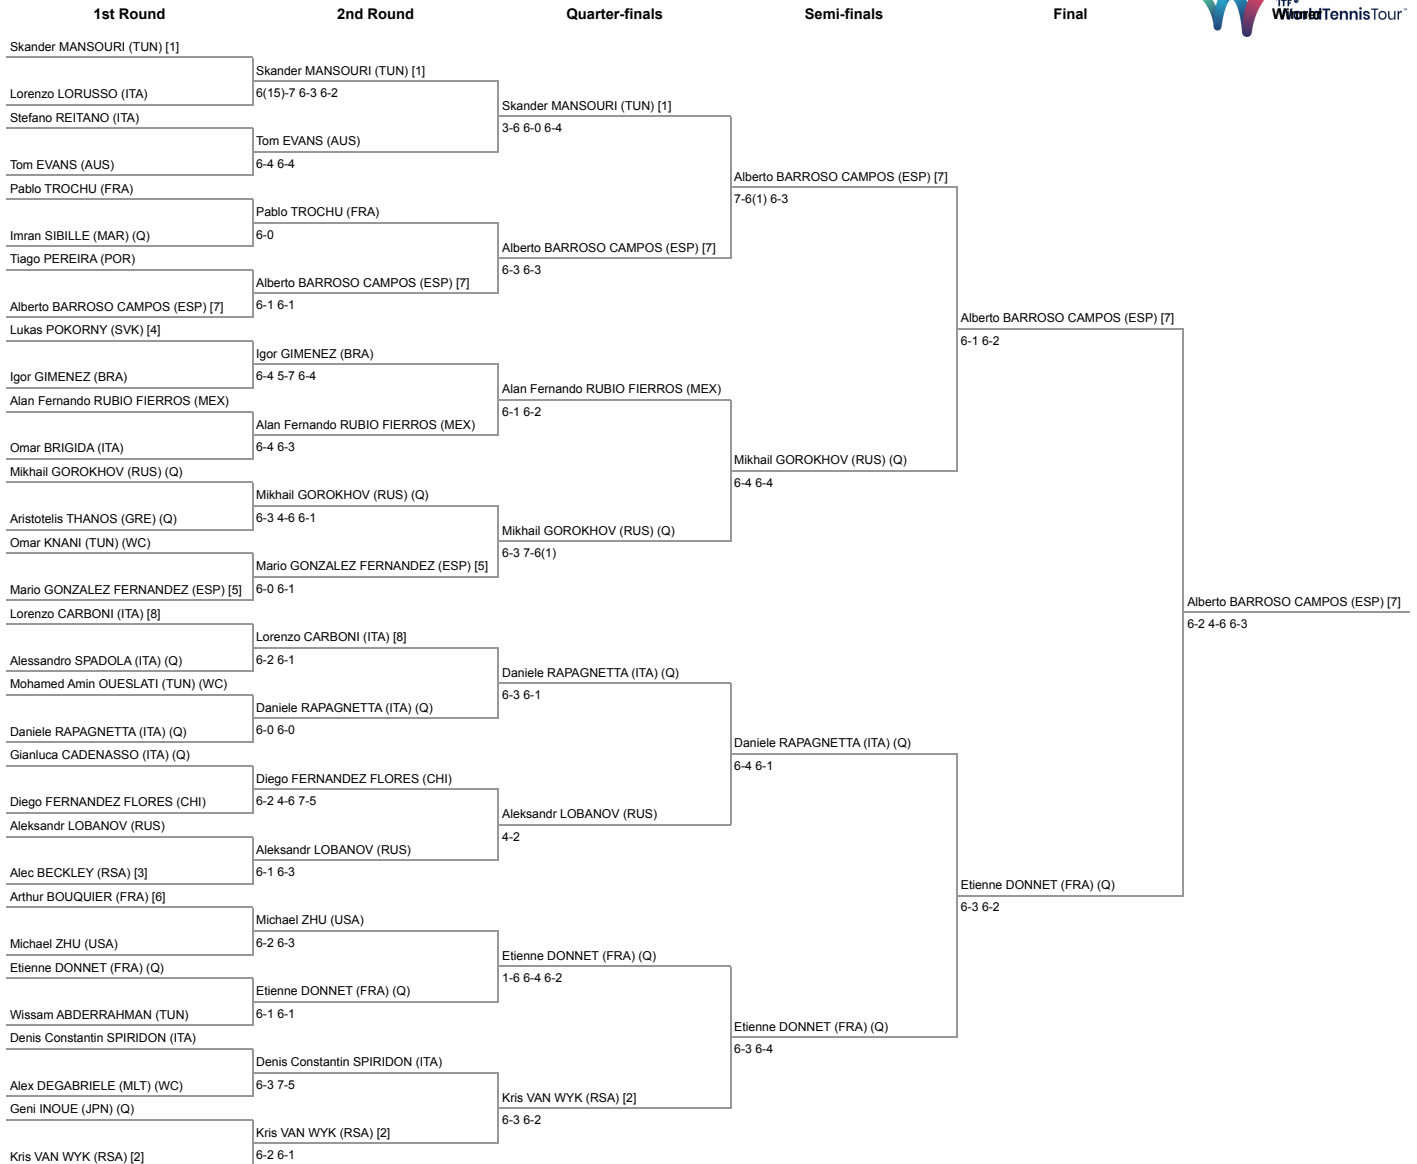 1st Round
2nd Round
Quarter-finals
Semi-finals
Final
Winner
ITF®
World Tennis Tour™
Skander MANSOURI (TUN) [1]
Lorenzo LORUSSO (ITA)
Stefano REITANO (ITA)
Tom EVANS (AUS)
Pablo TROCHU (FRA)
Imran SIBILLE (MAR) (Q)
Tiago PEREIRA (POR)
Alberto BARROSO CAMPOS (ESP) [7]
Lukas POKORNY (SVK) [4]
Igor GIMENEZ (BRA)
Alan Fernando RUBIO FIERROS (MEX)
Omar BRIGIDA (ITA)
Mikhail GOROKHOV (RUS) (Q)
Aristotelis THANOS (GRE) (Q)
Omar KNANI (TUN) (WC)
Mario GONZALEZ FERNANDEZ (ESP) [5]
Lorenzo CARBONI (ITA) [8]
Alessandro SPADOLA (ITA) (Q)
Mohamed Amin OUESLATI (TUN) (WC)
Daniele RAPAGNETTA (ITA) (Q)
Gianluca CADENASSO (ITA) (Q)
Diego FERNANDEZ FLORES (CHI)
Aleksandr LOBANOV (RUS)
Alec BECKLEY (RSA) [3]
Arthur BOUQUIER (FRA) [6]
Michael ZHU (USA)
Etienne DONNET (FRA) (Q)
Wissam ABDERRAHMAN (TUN)
Denis Constantin SPIRIDON (ITA)
Alex DEGABRIELE (MLT) (WC)
Geni INOUE (JPN) (Q)
Kris VAN WYK (RSA) [2]
Skander MANSOURI (TUN) [1]
6(15)-7 6-3 6-2
Tom EVANS (AUS)
6-4 6-4
Pablo TROCHU (FRA)
6-0
Alberto BARROSO CAMPOS (ESP) [7]
6-1 6-1
Igor GIMENEZ (BRA)
6-4 5-7 6-4
Alan Fernando RUBIO FIERROS (MEX)
6-4 6-3
Mikhail GOROKHOV (RUS) (Q)
6-3 4-6 6-1
Mario GONZALEZ FERNANDEZ (ESP) [5]
6-0 6-1
Lorenzo CARBONI (ITA) [8]
6-2 6-1
Daniele RAPAGNETTA (ITA) (Q)
6-0 6-0
Diego FERNANDEZ FLORES (CHI)
6-2 4-6 7-5
Aleksandr LOBANOV (RUS)
6-1 6-3
Michael ZHU (USA)
6-2 6-3
Etienne DONNET (FRA) (Q)
6-1 6-1
Denis Constantin SPIRIDON (ITA)
6-3 7-5
Kris VAN WYK (RSA) [2]
6-2 6-1
Skander MANSOURI (TUN) [1]
3-6 6-0 6-4
Alberto BARROSO CAMPOS (ESP) [7]
6-3 6-3
Alan Fernando RUBIO FIERROS (MEX)
6-1 6-2
Mikhail GOROKHOV (RUS) (Q)
6-3 7-6(1)
Daniele RAPAGNETTA (ITA) (Q)
6-3 6-1
Aleksandr LOBANOV (RUS)
4-2
Etienne DONNET (FRA) (Q)
1-6 6-4 6-2
Kris VAN WYK (RSA) [2]
6-3 6-2
Alberto BARROSO CAMPOS (ESP) [7]
7-6(1) 6-3
Mikhail GOROKHOV (RUS) (Q)
6-4 6-4
Daniele RAPAGNETTA (ITA) (Q)
6-4 6-1
Etienne DONNET (FRA) (Q)
6-3 6-4
Alberto BARROSO CAMPOS (ESP) [7]
6-1 6-2
Etienne DONNET (FRA) (Q)
6-3 6-2
Alberto BARROSO CAMPOS (ESP) [7]
6-2 4-6 6-3